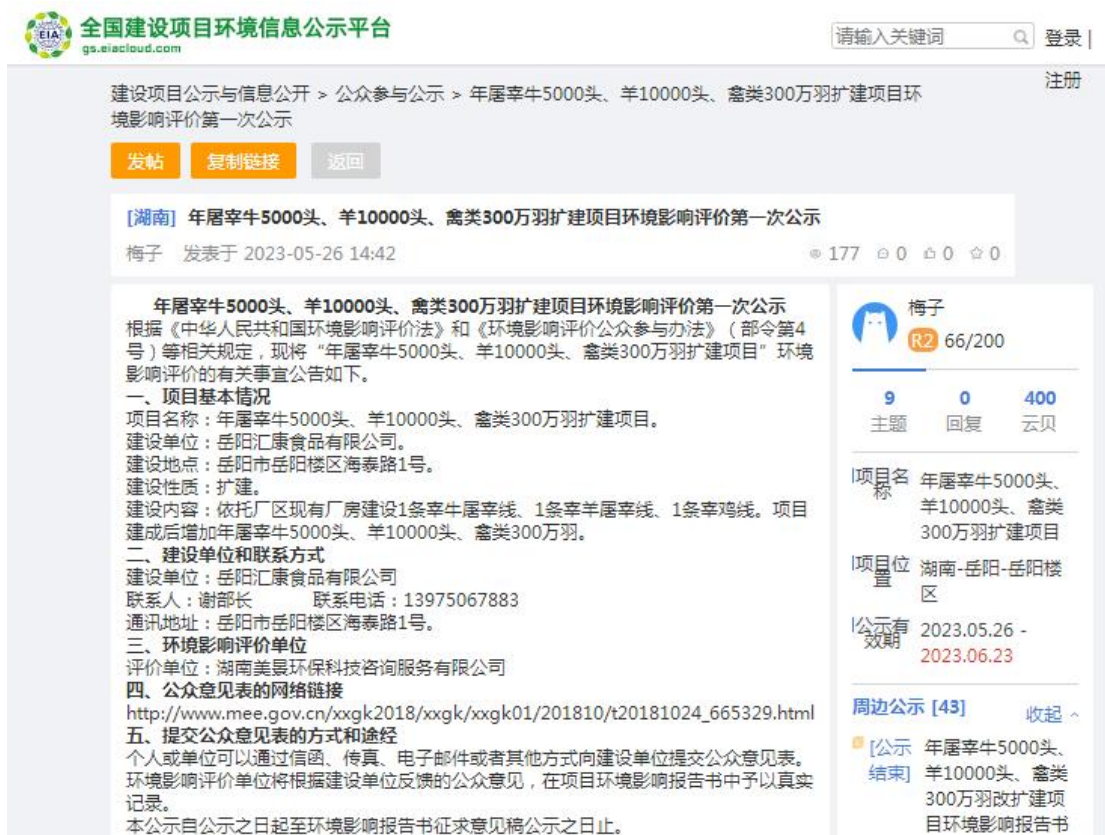 全国建设项目环境信息公示平台
gs.eiacloud.com
请输入关键词
登录 |
注册
建设项目公示与信息公开 > 公众参与公示 > 年屠宰牛5000头、羊10000头、禽类300万羽扩建项目环
境影响评价第一次公示
发帖 复制链接 返回
[湖南] 年屠宰牛5000头、羊10000头、禽类300万羽扩建项目环境影响评价第一次公示
梅子 发表于 2023-05-26 14:42
177 0 0 0
年屠宰牛5000头、羊10000头、禽类300万羽扩建项目环境影响评价第一次公示
根据《中华人民共和国环境影响评价法》和《环境影响评价公众参与办法》（部令第4
号）等相关规定，现将“年屠宰牛5000头、羊10000头、禽类300万羽扩建项目”环境
影响评价的有关事宜公告如下。
一、项目基本情况
项目名称：年屠宰牛5000头、羊10000头、禽类300万羽扩建项目。
建设单位：岳阳汇康食品有限公司。
建设地点：岳阳市岳阳楼区海泰路1号。
建设性质：扩建。
建设内容：依托厂区现有厂房建设1条宰牛屠宰线、1条宰羊屠宰线、1条宰鸡线。项目
建成后增加年屠宰牛5000头、羊10000头、禽类300万羽。
二、建设单位和联系方式
建设单位：岳阳汇康食品有限公司
联系人：谢部长 联系电话：13975067883
通讯地址：岳阳市岳阳楼区海泰路1号。
三、环境影响评价单位
评价单位：湖南美景环保科技咨询服务有限公司
四、公众意见表的网络链接
http://www.mee.gov.cn/xxgk2018/xxgk/xxgk01/201810/t20181024_665329.html
五、提交公众意见表的方式和途经
个人或单位可以通过信函、传真、电子邮件或者其他方式向建设单位提交公众意见表。
环境影响评价单位将根据建设单位反馈的公众意见，在项目环境影响报告书中予以真实
记录。
本公示自公示之日起至环境影响报告书征求意见稿公示之日止。
梅子
R2 66/200
9 0 400
主题 回复 云贝
项目名称
年屠宰牛5000头、
羊10000头、禽类
300万羽扩建项目
项目位置
湖南-岳阳-岳阳楼
区
公示有效期
2023.05.26 -
2023.06.23
周边公示 [43] 收起
[公示 年屠宰牛5000头、
结束] 羊10000头、禽类
300万羽改扩建项
目环境影响报告书